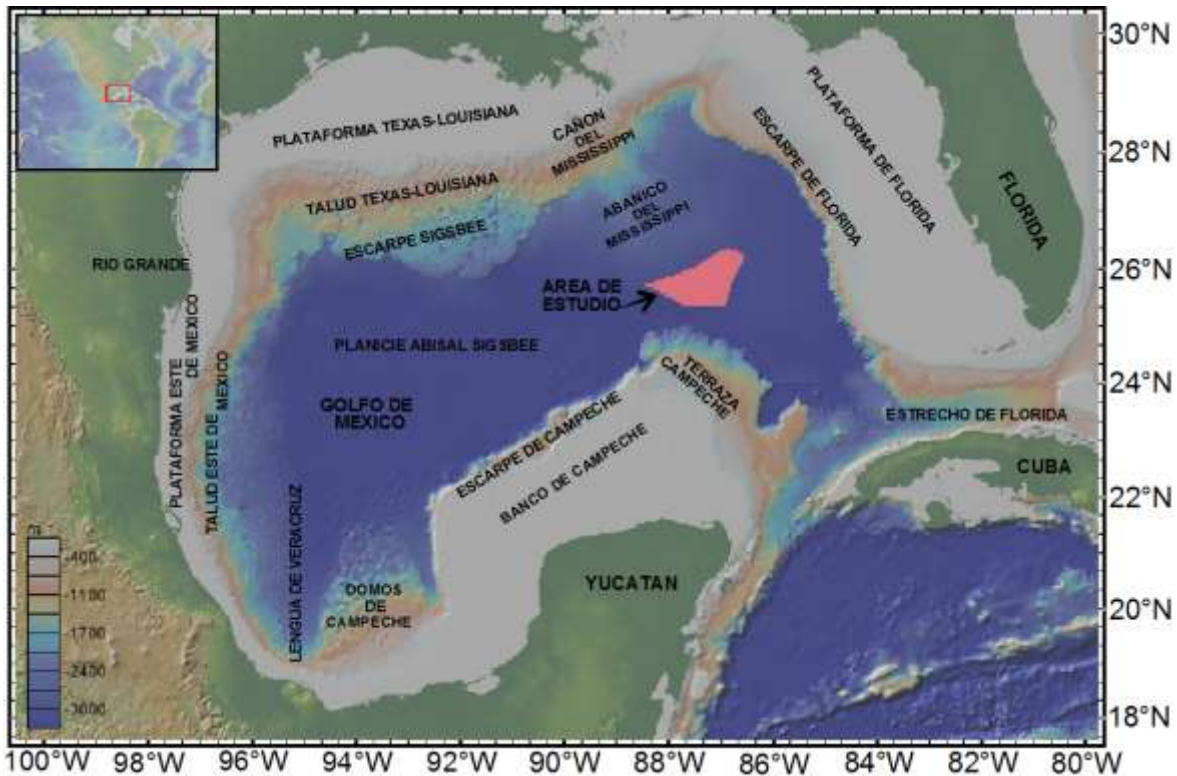 PLATAFORMA TEXAS-LOUISIANA
CAÑON
DEL
MISSISSIPPI
ESCARPE DE FLORIDA
PLATAFORMA DE FLORIDA
FLORIDA
TALUD TEXAS-LOUISIANA
ESCARPE SIGSBEE
ABANICO
DEL
MISSISSIPPI
RIO GRANDE
AREA DE
ESTUDIO
PLATAFORMA ESTE
DE MEXICO
TALUD ESTE DE
MEXICO
PLANICIE ABISAL SIGSBEE
GOLFO DE
MEXICO
TERRAZA
CAMPECHE
ESCARPE DE CAMPECHE
BANCO DE CAMPECHE
ESTRECHO DE FLORIDA
CUBA
LENGUA DE VERACRUZ
DOMOS
DE
CAMPECHE
YUCATAN
m
-400
-1100
-1700
-2400
-3000
30°N
28°N
26°N
24°N
22°N
20°N
18°N
100°W 98°W 96°W 94°W 92°W 90°W 88°W 86°W 84°W 82°W 80°W